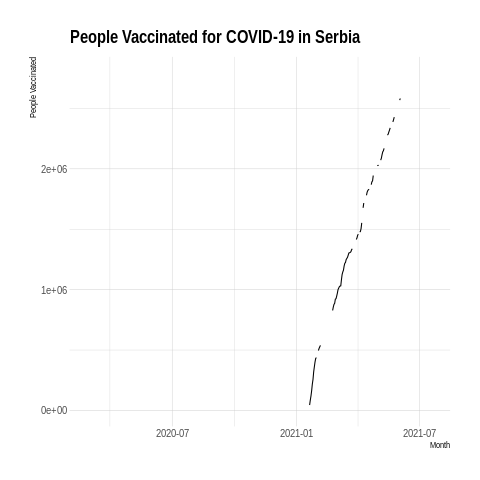 People Vaccinated for COVID-19 in Serbia
People Vaccinated
2e+06
1e+06
0e+00
2020-07
2021-01
2021-07
Month